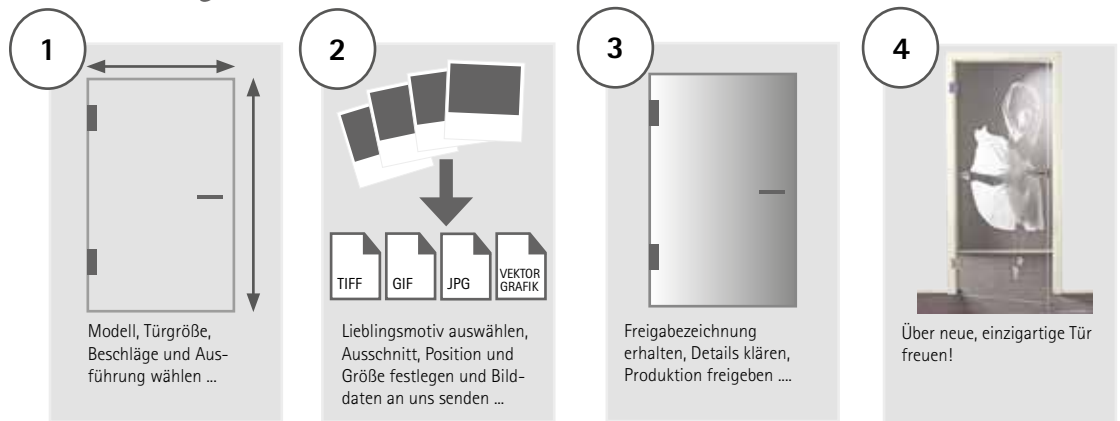 1
2
3
4
TIFF
GIF
JPG
VEKTOR
GRAFIK
Modell, Türgröße,
Beschläge und Aus-
führung wählen ...
Lieblingsmotiv auswählen,
Ausschnitt, Position und
Größe festlegen und Bild-
daten an uns senden ...
Freigabezeichnung
erhalten, Details klären,
Produktion freigeben ....
Über neue, einzigartige Tür
freuen!